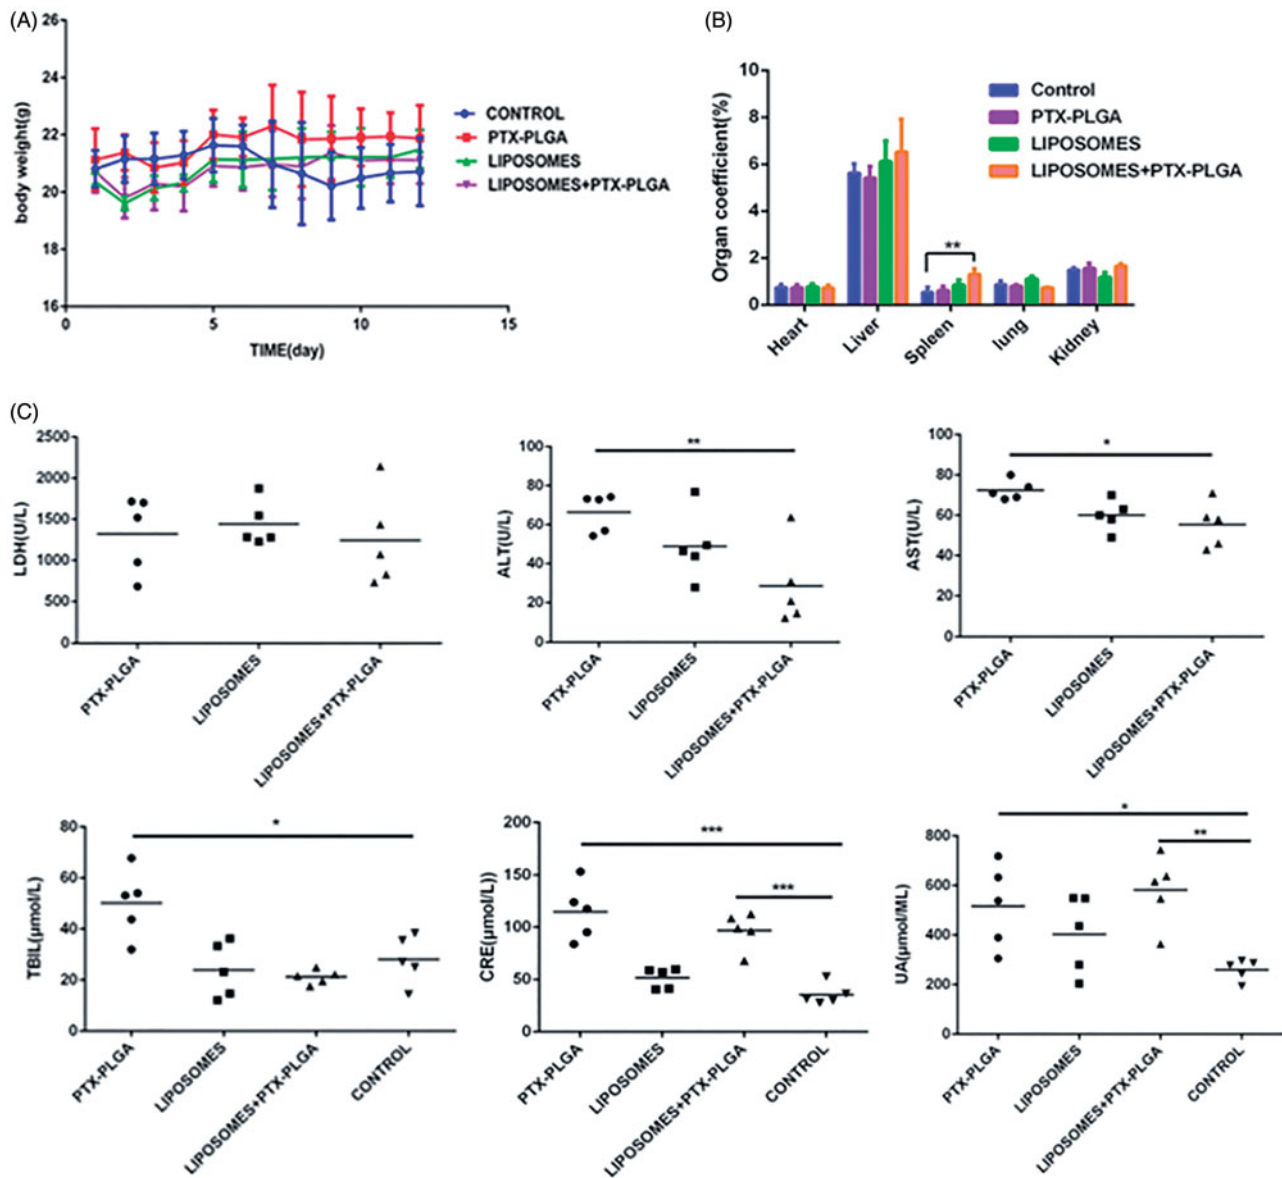 (A)
26
24
22
20
18
16
body weight(g)
0
5
10
15
TIME(day)
CONTROL
PTX-PLGA
LIPOSOMES
LIPOSOMES+PTX-PLGA
(B)
10
8
6
4
2
0
Organ coefficient(%)
Control
PTX-PLGA
LIPOSOMES
LIPOSOMES+PTX-PLGA
**
Heart
Liver
Spleen
lung
Kidney
(C)
2500
2000
1500
1000
500
0
LDH(U/L)
PTX-PLGA
LIPOSOMES
LIPOSOMES+PTX-PLGA
100
80
60
40
20
0
ALT(U/L)
**
PTX-PLGA
LIPOSOMES
LIPOSOMES+PTX-PLGA
100
80
60
40
20
0
AST(U/L)
*
PTX-PLGA
LIPOSOMES
LIPOSOMES+PTX-PLGA
80
60
40
20
0
TBIL(μmol/L)
*
PTX-PLGA
LIPOSOMES
LIPOSOMES+PTX-PLGA
CONTROL
200
150
100
50
0
CRE(μmol/L))
***
***
PTX-PLGA
LIPOSOMES
LIPOSOMES+PTX-PLGA
CONTROL
800
600
400
200
0
UA(μmol/ML)
*
**
PTX-PLGA
LIPOSOMES
LIPOSOMES+PTX-PLGA
CONTROL